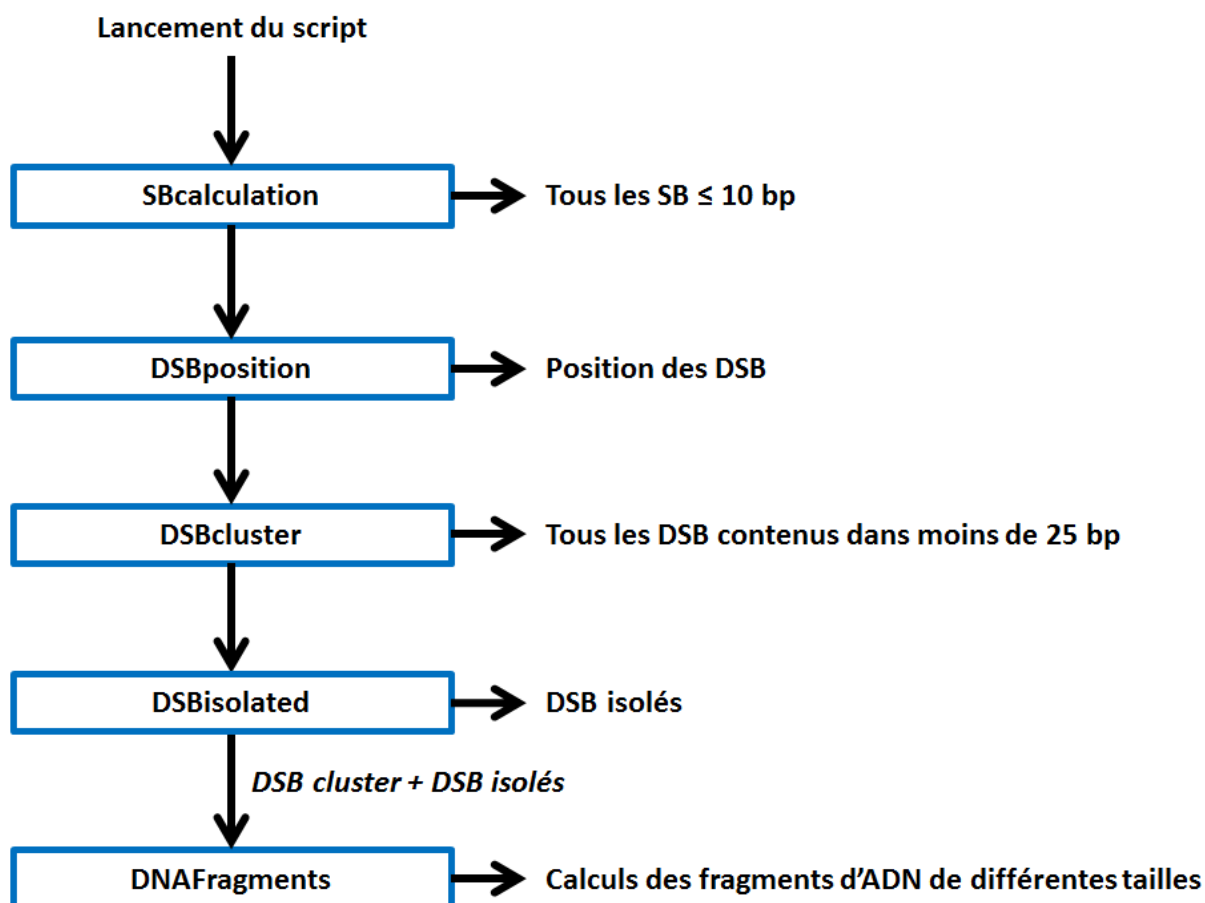 Lancement du script
SBcalculation
Tous les SB ≤ 10 bp
DSBposition
Position des DSB
DSBcluster
Tous les DSB contenus dans moins de 25 bp
DSBisolated
DSB isolés
DSB cluster + DSB isolés
DNAFragments
Calculs des fragments d’ADN de différentes tailles